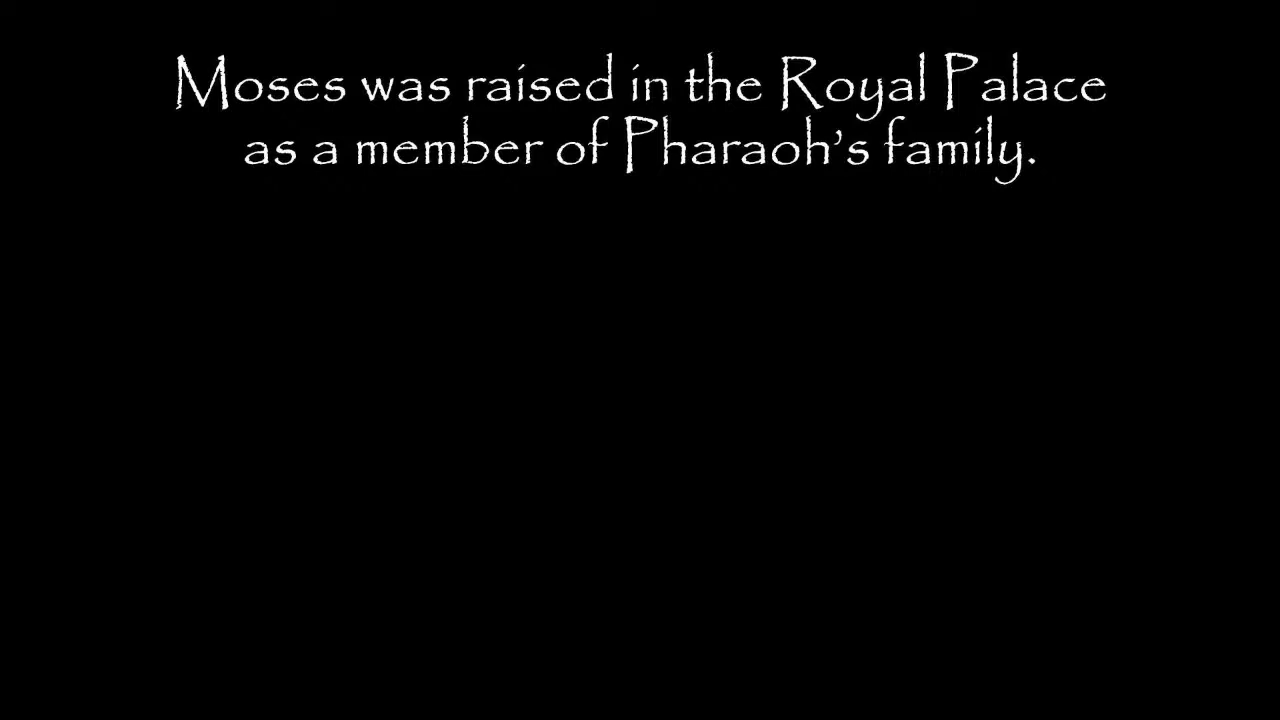 Moses was raised in the Royal Palace
as a member of Pharaoh's family.